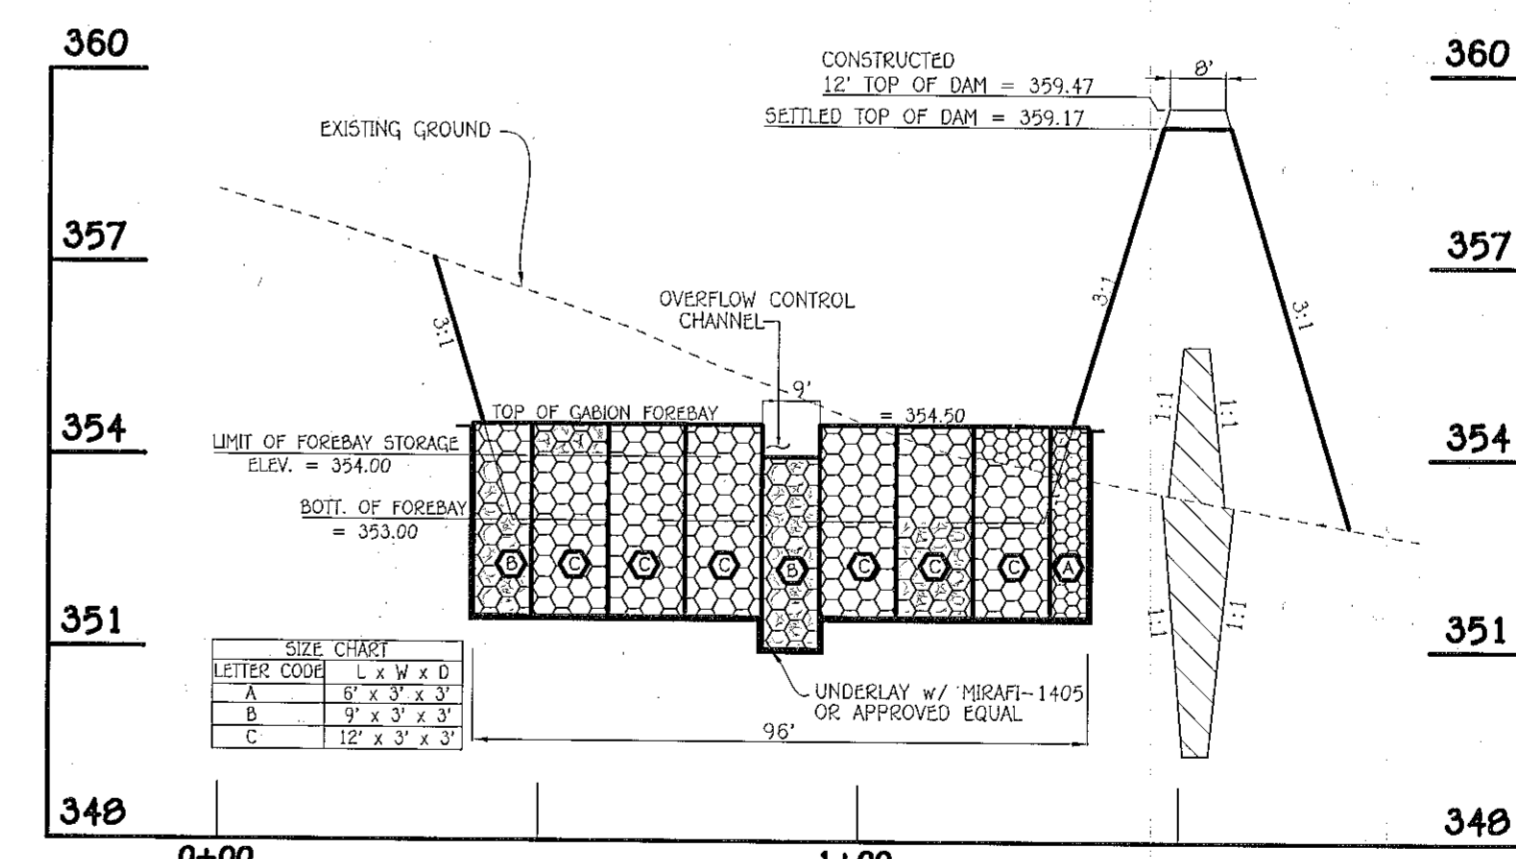 360
357
354
351
348
EXISTING GROUND
3:1
CONSTRUCTED
12' TOP OF DAM = 359.47
SETTLED TOP OF DAM = 359.17
8'
OVERFLOW CONTROL
CHANNEL
9'
TOP OF GABION FOREBAY = 354.50
LIMIT OF FOREBAY STORAGE
ELEV. = 354.00
BOTT. OF FOREBAY
= 353.00
B C C C B C C C A
3:1
3:1
1:1
1:1
1:1
1:1
SIZE CHART
LETTER CODE L x W x D
A 6' x 3' x 3'
B 9' x 3' x 3'
C 12' x 3' x 3'
UNDERLAY w/ MIRAFI-1405
OR APPROVED EQUAL
96'
360
357
354
351
348
0+00
1+00